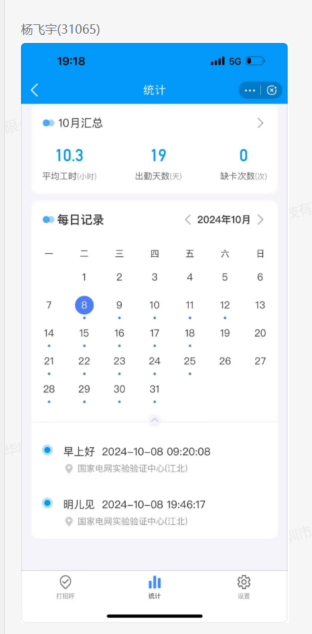 杨飞宇(31065)
19:18 5G
统计
10月汇总
10.3 19 0
平均工时(小时) 出勤天数(天) 缺卡次数(次)
每日记录 2024年10月
一 二 三 四 五 六 日
1 2 3 4 5 6
7 8 9 10 11 12 13
14 15 16 17 18 19 20
21 22 23 24 25 26 27
28 29 30 31
早上好 2024-10-08 09:20:08
国家电网实验验证中心(江北)
明儿见 2024-10-08 19:46:17
国家电网实验验证中心(江北)
打招呼 统计 设置